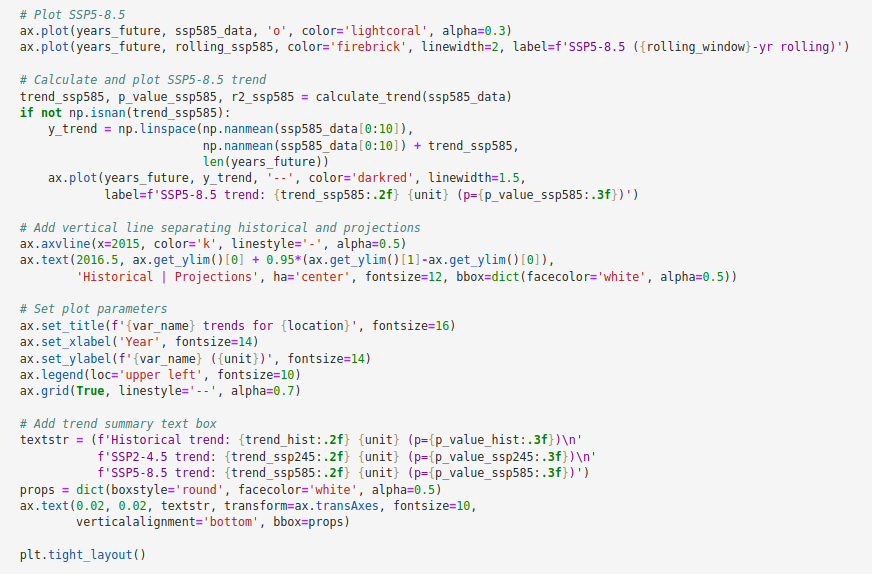 # Plot SSP5-8.5
ax.plot(years_future, ssp585_data, 'o', color='lightcoral', alpha=0.3)
ax.plot(years_future, rolling_ssp585, color='firebrick', linewidth=2, label=f'SSP5-8.5 ({rolling_window}-yr rolling)')

# Calculate and plot SSP5-8.5 trend
trend_ssp585, p_value_ssp585, r2_ssp585 = calculate_trend(ssp585_data)
if not np.isnan(trend_ssp585):
    y_trend = np.linspace(np.nanmean(ssp585_data[0:10]),
                          np.nanmean(ssp585_data[0:10]) + trend_ssp585,
                          len(years_future))
    ax.plot(years_future, y_trend, '--', color='darkred', linewidth=1.5,
            label=f'SSP5-8.5 trend: {trend_ssp585:.2f} {unit} (p={p_value_ssp585:.3f})')

# Add vertical line separating historical and projections
ax.axvline(x=2015, color='k', linestyle='-', alpha=0.5)
ax.text(2016.5, ax.get_ylim()[0] + 0.95*(ax.get_ylim()[1]-ax.get_ylim()[0]),
        'Historical | Projections', ha='center', fontsize=12, bbox=dict(facecolor='white', alpha=0.5))

# Set plot parameters
ax.set_title(f'{var_name} trends for {location}', fontsize=16)
ax.set_xlabel('Year', fontsize=14)
ax.set_ylabel(f'{var_name} ({unit})', fontsize=14)
ax.legend(loc='upper left', fontsize=10)
ax.grid(True, linestyle='--', alpha=0.7)

# Add trend summary text box
textstr = (f'Historical trend: {trend_hist:.2f} {unit} (p={p_value_hist:.3f})\n'
           f'SSP2-4.5 trend: {trend_ssp245:.2f} {unit} (p={p_value_ssp245:.3f})\n'
           f'SSP5-8.5 trend: {trend_ssp585:.2f} {unit} (p={p_value_ssp585:.3f})')
props = dict(boxstyle='round', facecolor='white', alpha=0.5)
ax.text(0.02, 0.02, textstr, transform=ax.transAxes, fontsize=10,
        verticalalignment='bottom', bbox=props)

plt.tight_layout()